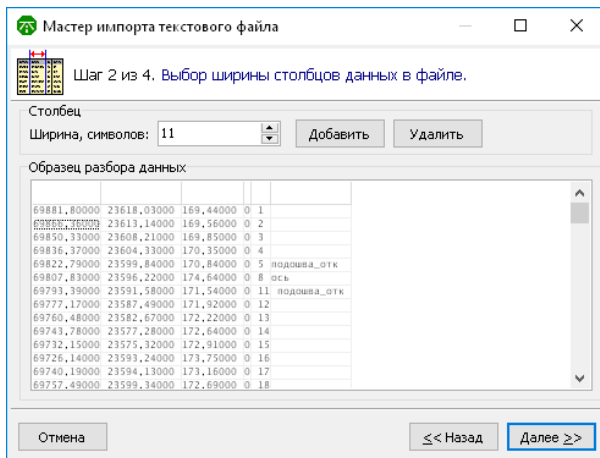 Мастер импорта текстового файла
Шаг 2 из 4. Выбор ширины столбцов данных в файле.
Столбец
Ширина, символов: 11 Добавить Удалить
Образец разбора данных
69881,80000 23618,03000 169,44000 0 1
69866,36000 23613,14000 169,56000 0 2
69850,33000 23608,21000 169,85000 0 3
69836,37000 23604,33000 170,35000 0 4
69822,79000 23599,84000 170,84000 0 5 подошва_отк
69807,83000 23596,22000 174,64000 0 8 ось
69793,39000 23591,58000 171,54000 0 11 подошва_отк
69777,17000 23587,49000 171,92000 0 12
69760,48000 23582,67000 172,22000 0 13
69743,78000 23577,28000 172,64000 0 14
69732,15000 23575,32000 172,91000 0 15
69726,14000 23593,24000 173,75000 0 16
69740,19000 23594,13000 173,16000 0 17
69757,49000 23599,34000 172,69000 0 18
Отмена << Назад Далее >>